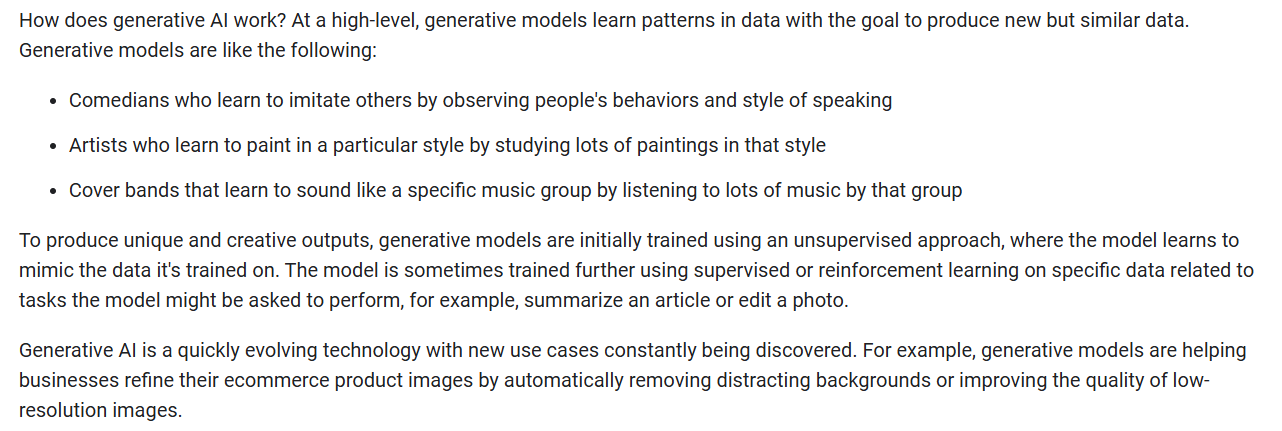 How does generative AI work? At a high-level, generative models learn patterns in data with the goal to produce new but similar data.
Generative models are like the following:
• Comedians who learn to imitate others by observing people's behaviors and style of speaking
• Artists who learn to paint in a particular style by studying lots of paintings in that style
• Cover bands that learn to sound like a specific music group by listening to lots of music by that group
To produce unique and creative outputs, generative models are initially trained using an unsupervised approach, where the model learns to
mimic the data it's trained on. The model is sometimes trained further using supervised or reinforcement learning on specific data related to
tasks the model might be asked to perform, for example, summarize an article or edit a photo.
Generative AI is a quickly evolving technology with new use cases constantly being discovered. For example, generative models are helping
businesses refine their ecommerce product images by automatically removing distracting backgrounds or improving the quality of low-
resolution images.